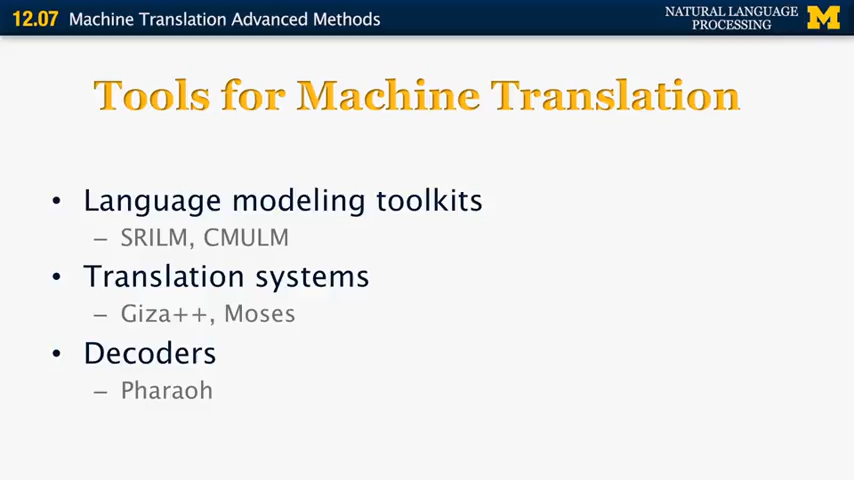 12.07 Machine Translation Advanced Methods
NATURAL LANGUAGE
PROCESSING
M
Tools for Machine Translation
• Language modeling toolkits
– SRILM, CMULM
• Translation systems
– Giza++, Moses
• Decoders
– Pharaoh